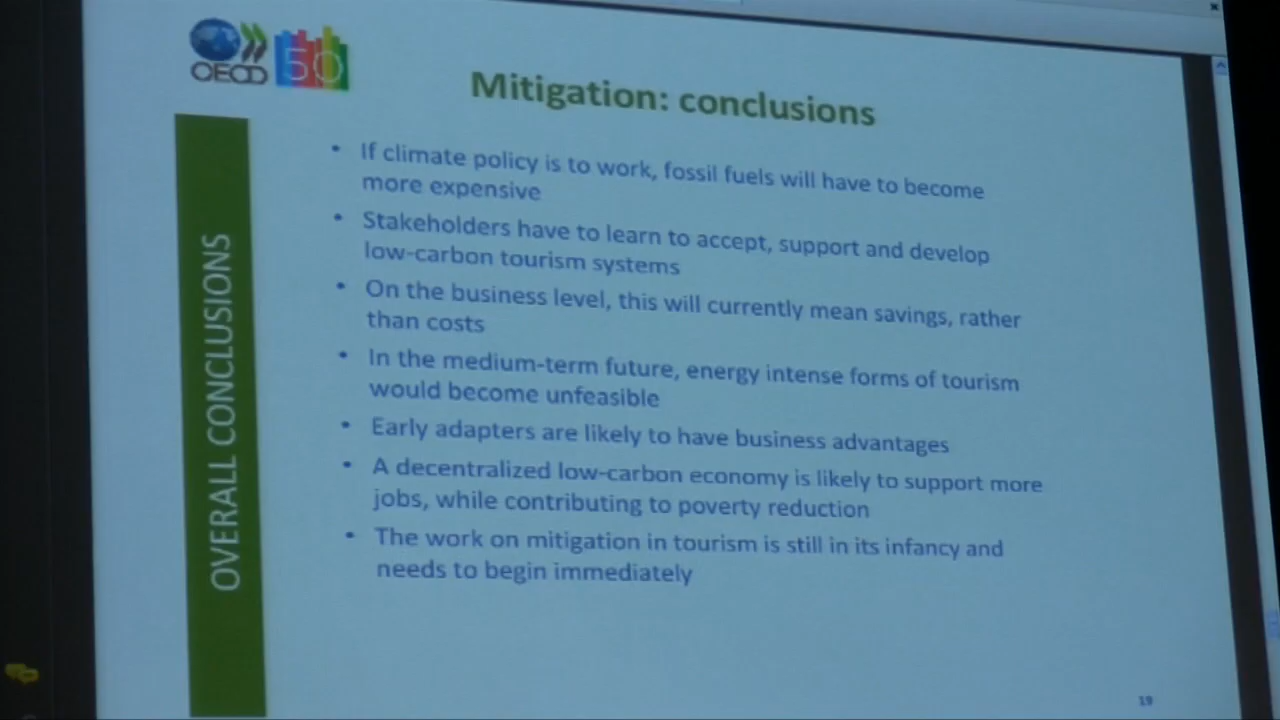 OECD
50
Mitigation: conclusions
OVERALL CONCLUSIONS
• If climate policy is to work, fossil fuels will have to become
more expensive
• Stakeholders have to learn to accept, support and develop
low-carbon tourism systems
• On the business level, this will currently mean savings, rather
than costs
• In the medium-term future, energy intense forms of tourism
would become unfeasible
• Early adapters are likely to have business advantages
• A decentralized low-carbon economy is likely to support more
jobs, while contributing to poverty reduction
• The work on mitigation in tourism is still in its infancy and
needs to begin immediately
19